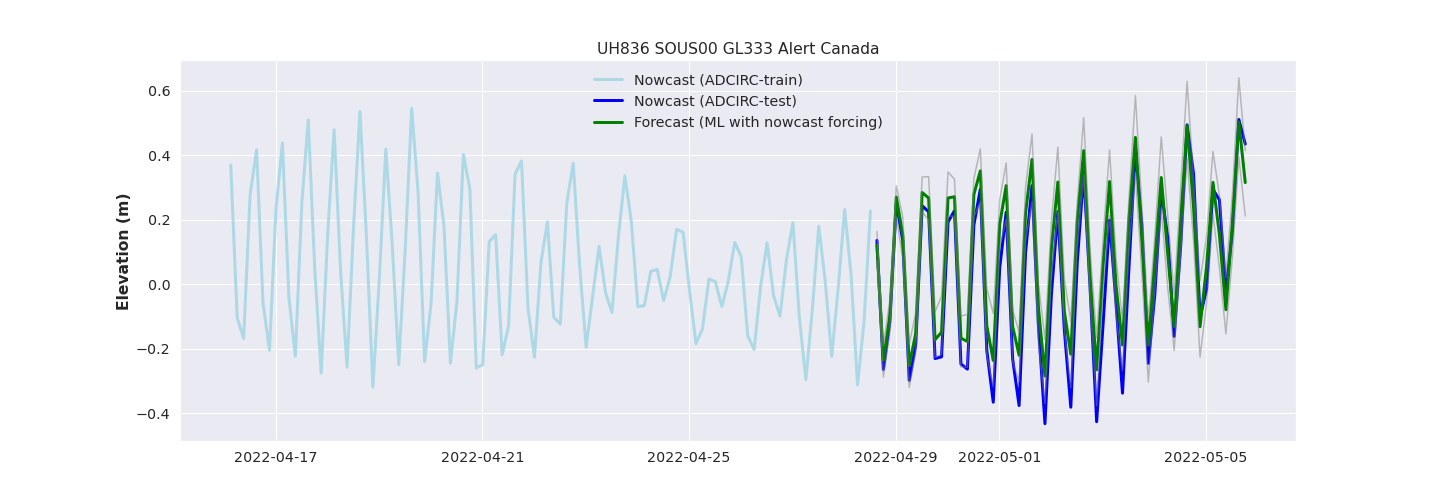 UH836 SOUS00 GL333 Alert Canada
Nowcast (ADCIRC-train)
Nowcast (ADCIRC-test)
Forecast (ML with nowcast forcing)
Elevation (m)
0.6
0.4
0.2
0.0
−0.2
−0.4
2022-04-17 2022-04-21 2022-04-25 2022-04-29 2022-05-01 2022-05-05